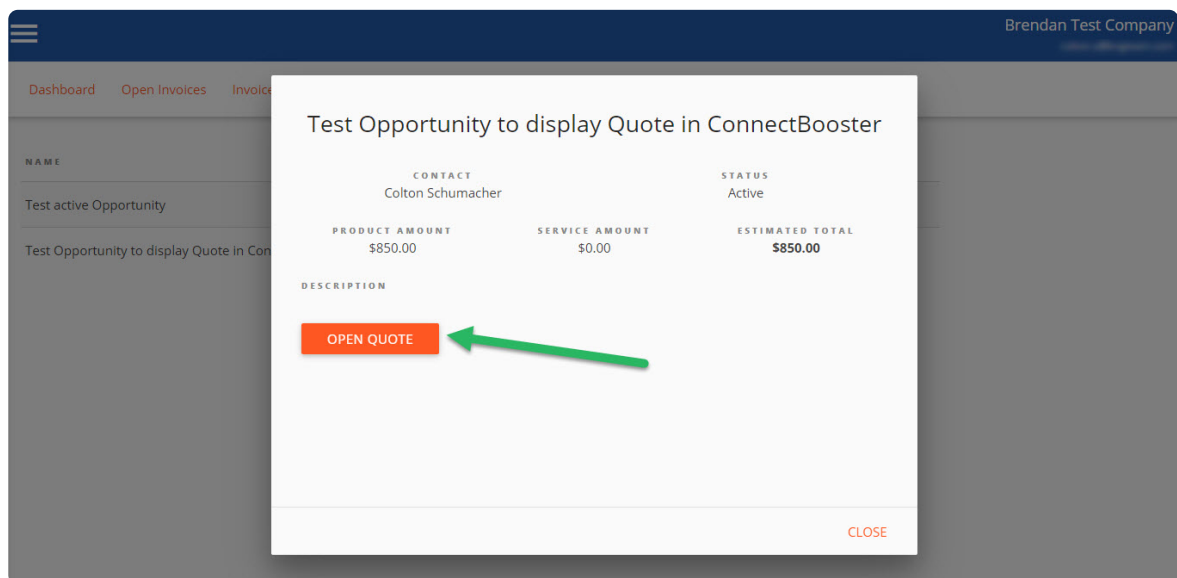 Brendan Test Company
Dashboard Open Invoices Invoice
Test Opportunity to display Quote in ConnectBooster
NAME
CONTACT STATUS
Colton Schumacher Active
Test active Opportunity
PRODUCT AMOUNT SERVICE AMOUNT ESTIMATED TOTAL
$850.00 $0.00 $850.00
Test Opportunity to display Quote in Con
DESCRIPTION
OPEN QUOTE
CLOSE